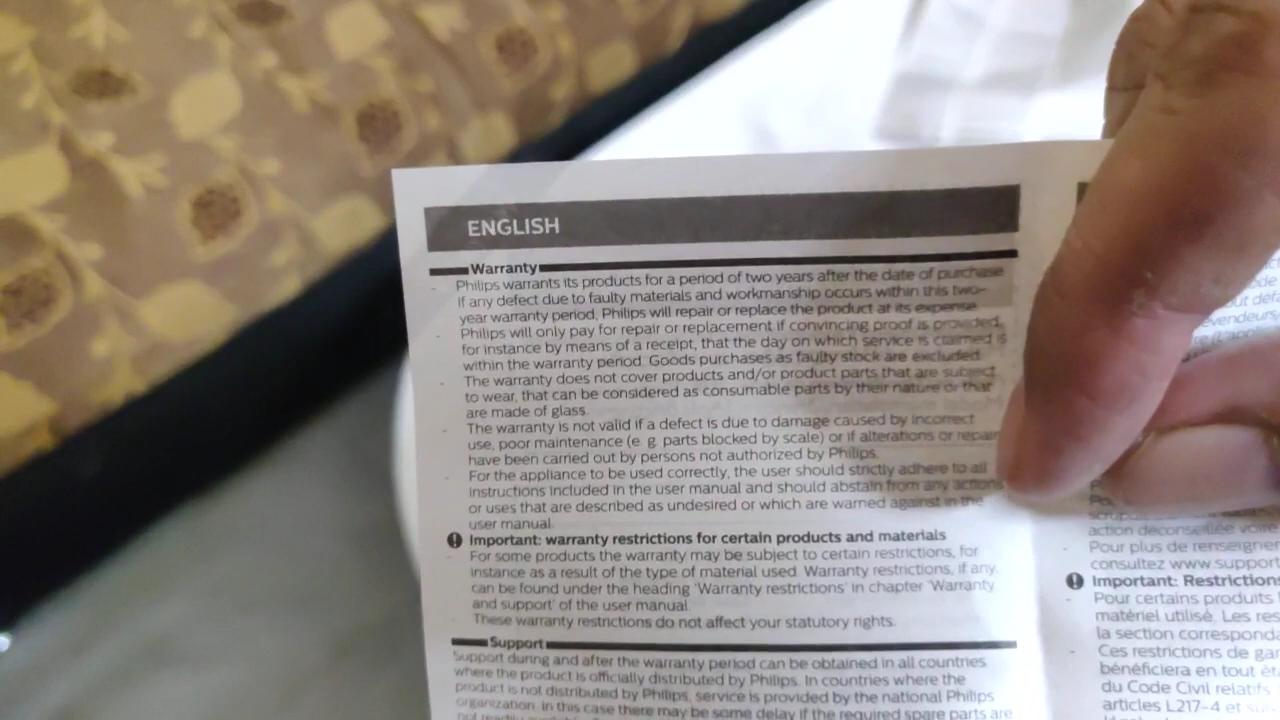 ENGLISH
Warranty
- Philips warrants its products for a period of two years after the date of purchase
if any defect due to faulty materials and workmanship occurs within this two-
year warranty period, Philips will repair or replace the product at its expense
- Philips will only pay for repair or replacement if convincing proof is provided,
for instance by means of a receipt, that the day on which service is claimed is
within the warranty period. Goods purchases as faulty stock are excluded
- The warranty does not cover products and/or product parts that are subject
to wear, that can be considered as consumable parts by their nature or that
are made of glass.
- The warranty is not valid if a defect is due to damage caused by incorrect
use, poor maintenance (e. g. parts blocked by scale) or if alterations or repair
have been carried out by persons not authorized by Philips.
- For the appliance to be used correctly, the user should strictly adhere to all
instructions included in the user manual and should abstain from any actions
or uses that are described as undesired or which are warned against in the
user manual.
Important: warranty restrictions for certain products and materials
- For some products the warranty may be subject to certain restrictions, for
instance as a result of the type of material used. Warranty restrictions, if any,
can be found under the heading 'Warranty restrictions' in chapter 'Warranty
and support' of the user manual.
- These warranty restrictions do not affect your statutory rights.
Support
Support during and after the warranty period can be obtained in all countries
where the product is officially distributed by Philips. In countries where the
product is not distributed by Philips, service is provided by the national Philips
organization. In this case there may be some delay if the required spare parts are
action déconseillée
- Pour plus de
consultez www.support
Important: Restrictions
- Pour certains produits
matériel utilisé. Les
la section
- Ces restrictions de
bénéficiera en tout
du Code Civil relatifs
articles L217-4 et